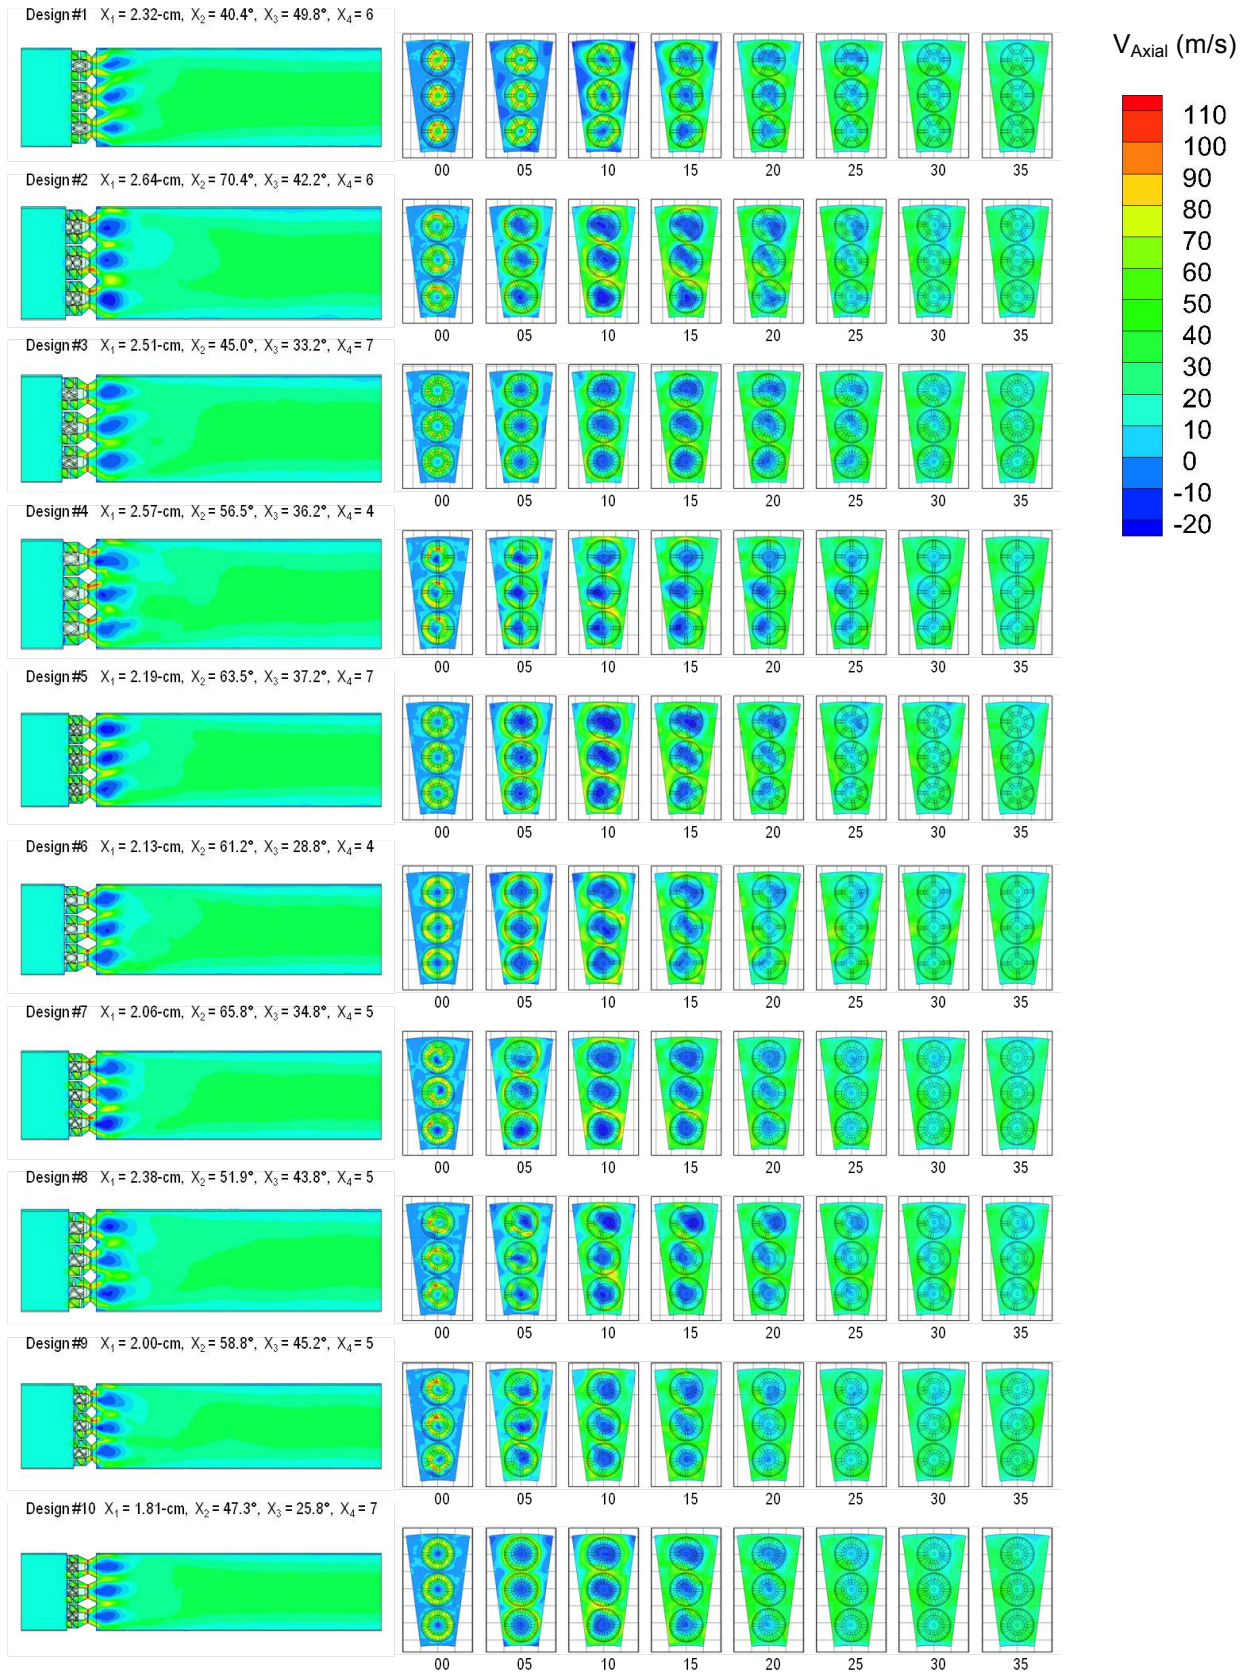 Design #1 X₁ = 2.32-cm, X₂ = 40.4°, X₃ = 49.8°, X₄ = 6
00 05 10 15 20 25 30 35
Design #2 X₁ = 2.64-cm, X₂ = 70.4°, X₃ = 42.2°, X₄ = 6
00 05 10 15 20 25 30 35
Design #3 X₁ = 2.51-cm, X₂ = 45.0°, X₃ = 33.2°, X₄ = 7
00 05 10 15 20 25 30 35
Design #4 X₁ = 2.57-cm, X₂ = 56.5°, X₃ = 36.2°, X₄ = 4
00 05 10 15 20 25 30 35
Design #5 X₁ = 2.19-cm, X₂ = 63.5°, X₃ = 37.2°, X₄ = 7
00 05 10 15 20 25 30 35
Design #6 X₁ = 2.13-cm, X₂ = 61.2°, X₃ = 28.8°, X₄ = 4
00 05 10 15 20 25 30 35
Design #7 X₁ = 2.06-cm, X₂ = 65.8°, X₃ = 34.8°, X₄ = 5
00 05 10 15 20 25 30 35
Design #8 X₁ = 2.38-cm, X₂ = 51.9°, X₃ = 43.8°, X₄ = 5
00 05 10 15 20 25 30 35
Design #9 X₁ = 2.00-cm, X₂ = 58.8°, X₃ = 45.2°, X₄ = 5
00 05 10 15 20 25 30 35
Design #10 X₁ = 1.81-cm, X₂ = 47.3°, X₃ = 25.8°, X₄ = 7
00 05 10 15 20 25 30 35
V_Axial (m/s)
110
100
90
80
70
60
50
40
30
20
10
0
-10
-20